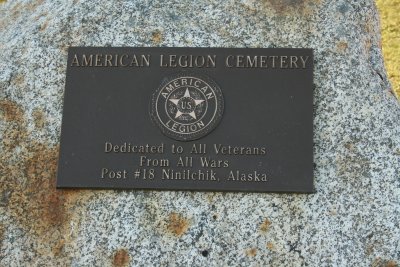 AMERICAN LEGION CEMETERY
AMERICAN
U.S.
LEGION
Dedicated to All Veterans
From All Wars
Post #18 Ninilchik, Alaska